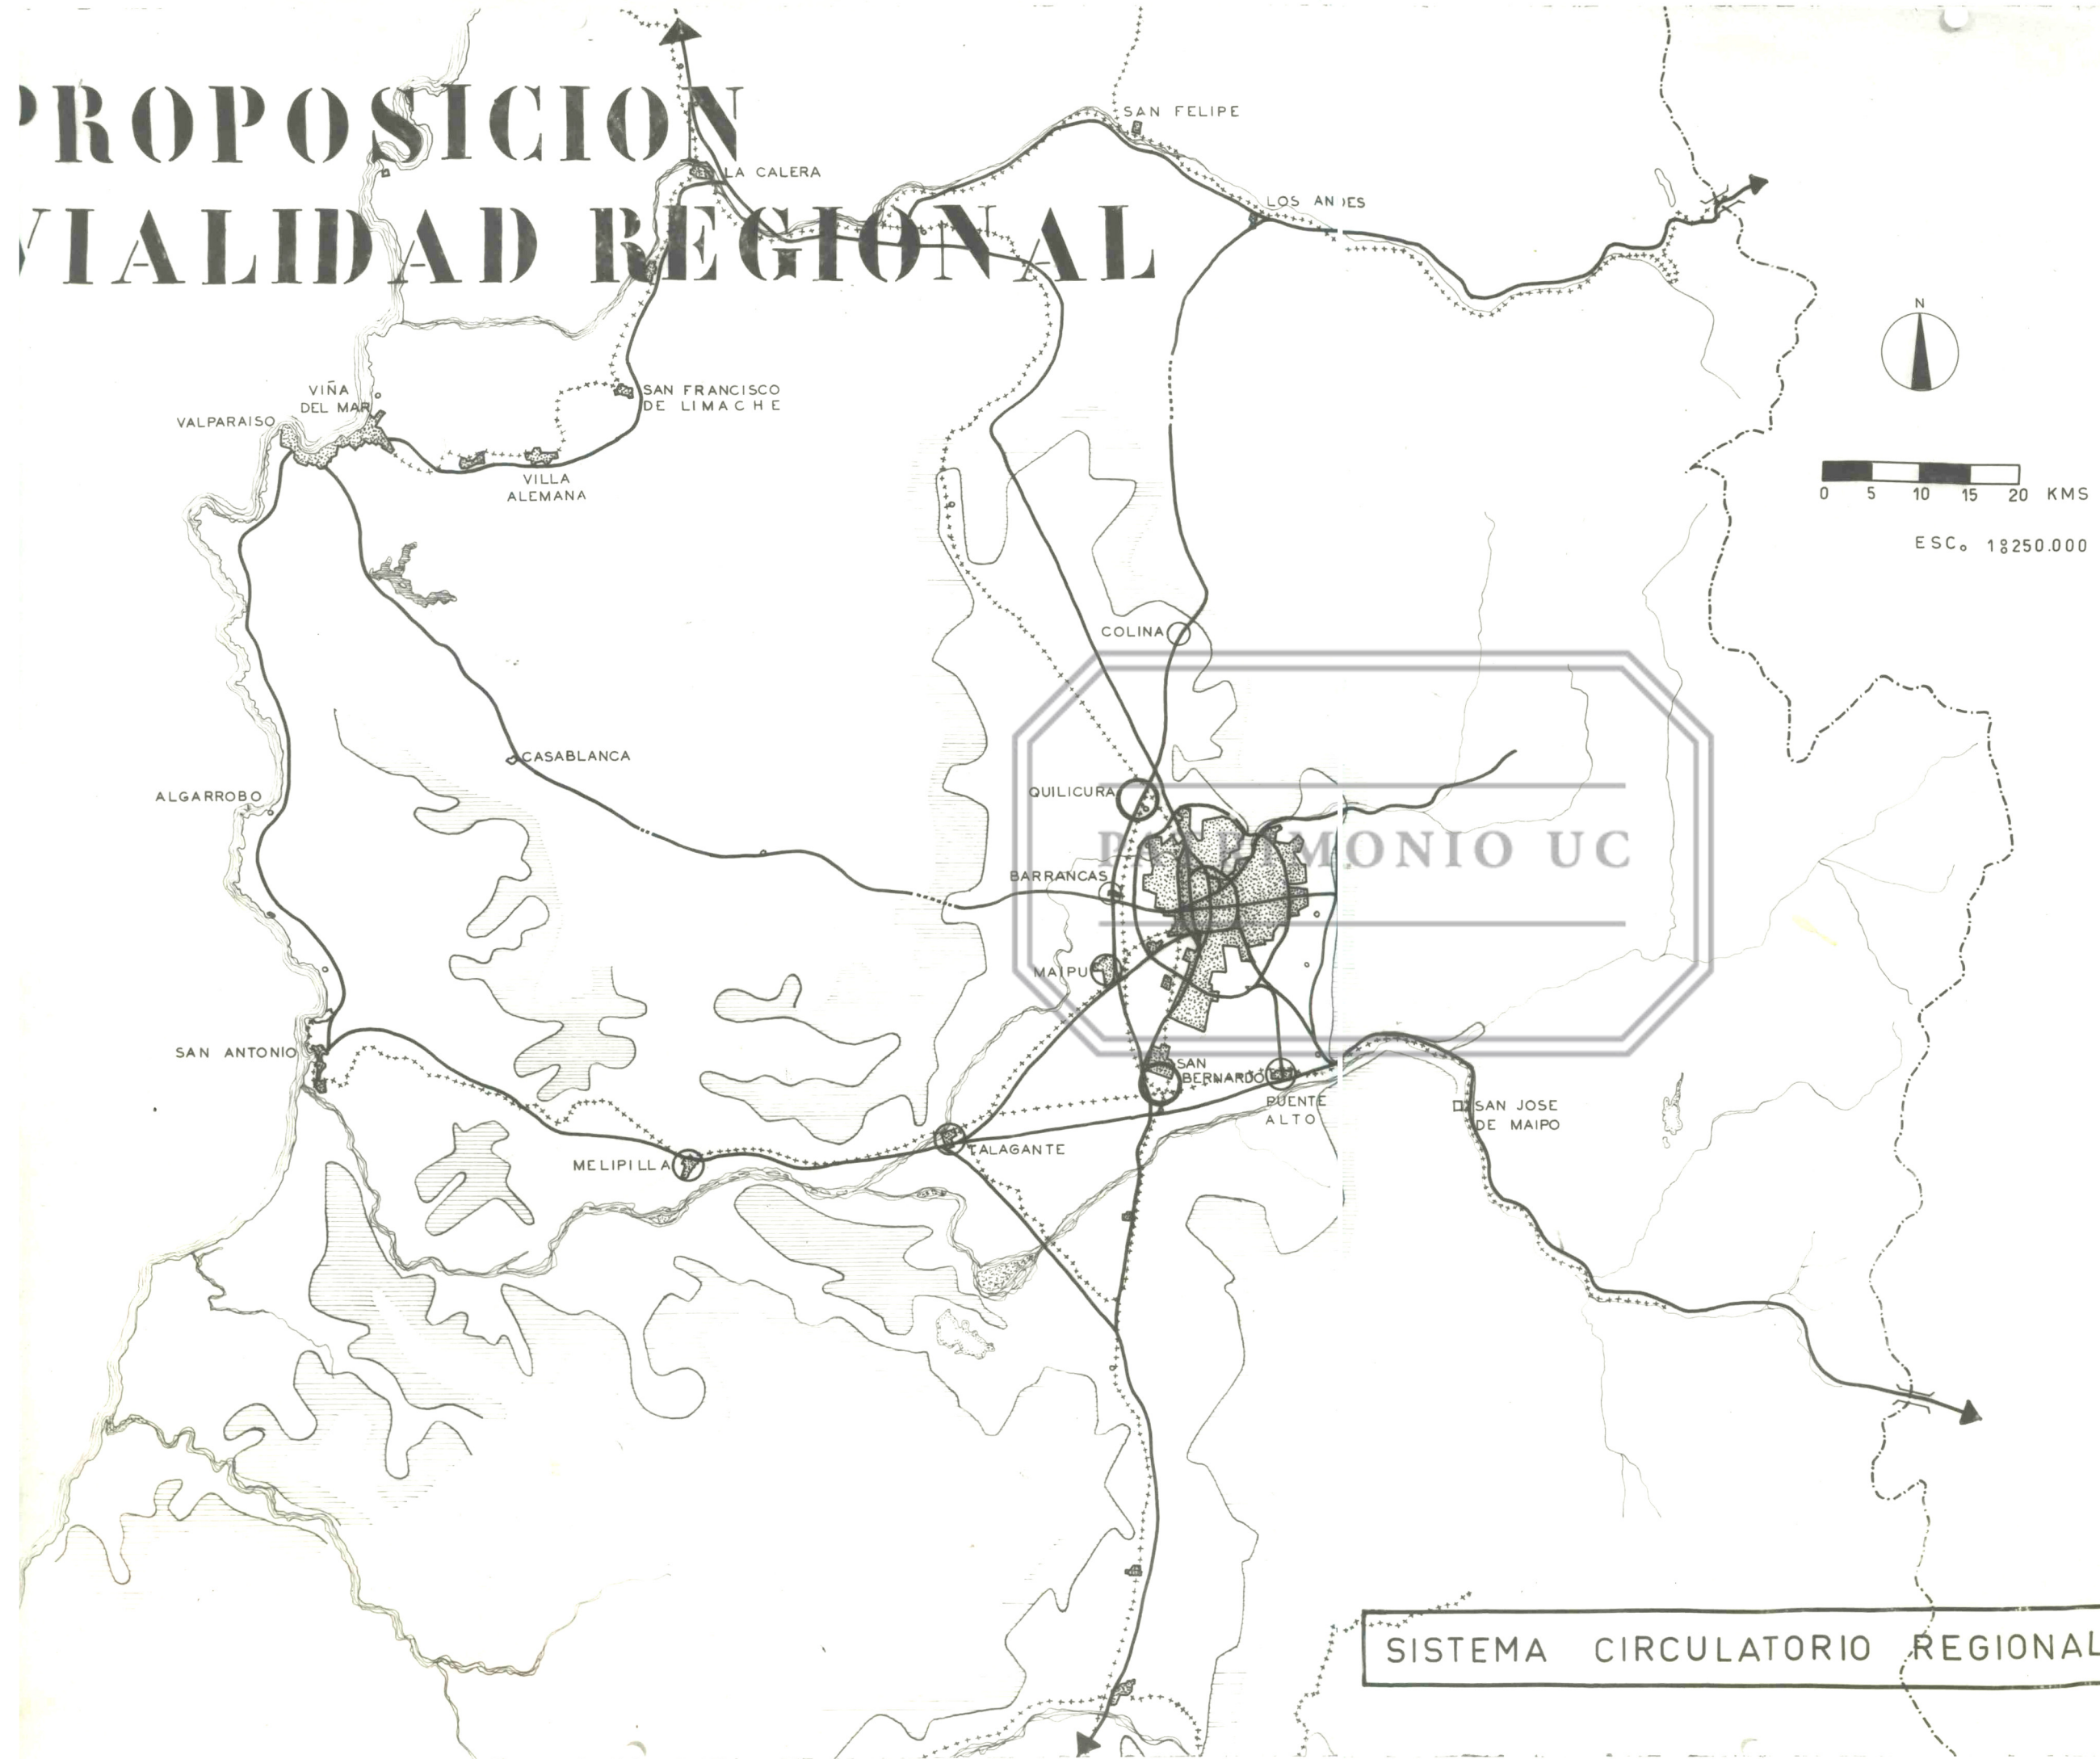 PROPOSICION
VIALIDAD REGIONAL
SAN FELIPE
LA CALERA
LOS ANDES
N
VIÑA
DEL MAR
VALPARAISO
SAN FRANCISCO
DE LIMACHE
VILLA
ALEMANA
0 5 10 15 20 KMS
ESC. 1:250.000
COLINA
CASABLANCA
ALGARROBO
QUILICURA
PATRIMONIO UC
BARRANCAS
MAIPU
SAN ANTONIO
SAN
BERNARDO
PUENTE
ALTO
SAN JOSE
DE MAIPO
TALAGANTE
MELIPILLA
SISTEMA CIRCULATORIO REGIONAL